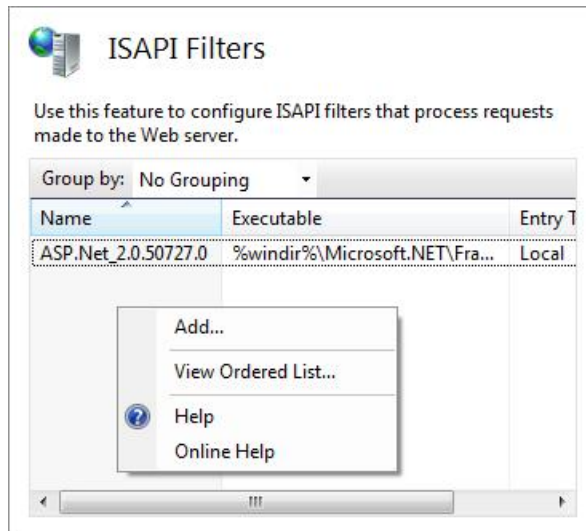 ISAPI Filters
Use this feature to configure ISAPI filters that process requests
made to the Web server.
Group by: No Grouping
Name Executable Entry T
ASP.Net_2.0.50727.0 %windir%\Microsoft.NET\Fra... Local
Add...
View Ordered List...
Help
Online Help